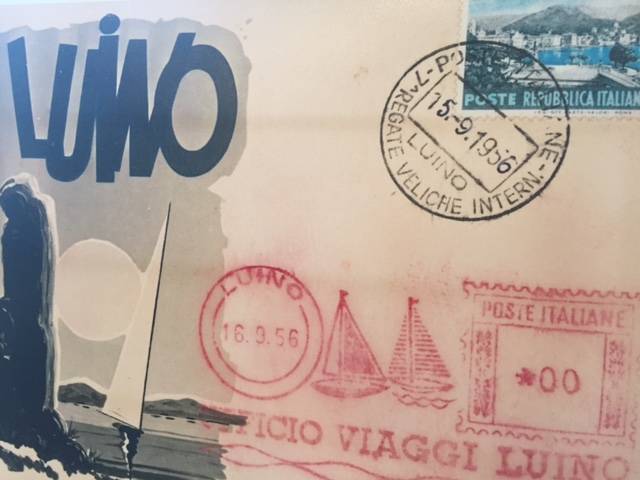 LUINO
POSTE REPUBBLICA ITALIANA
15.-9.1956
LUINO
REGATE VELICHE INTERN.-
LUINO
16.9.56
POSTE ITALIANE
*00
UFFICIO VIAGGI LUINO